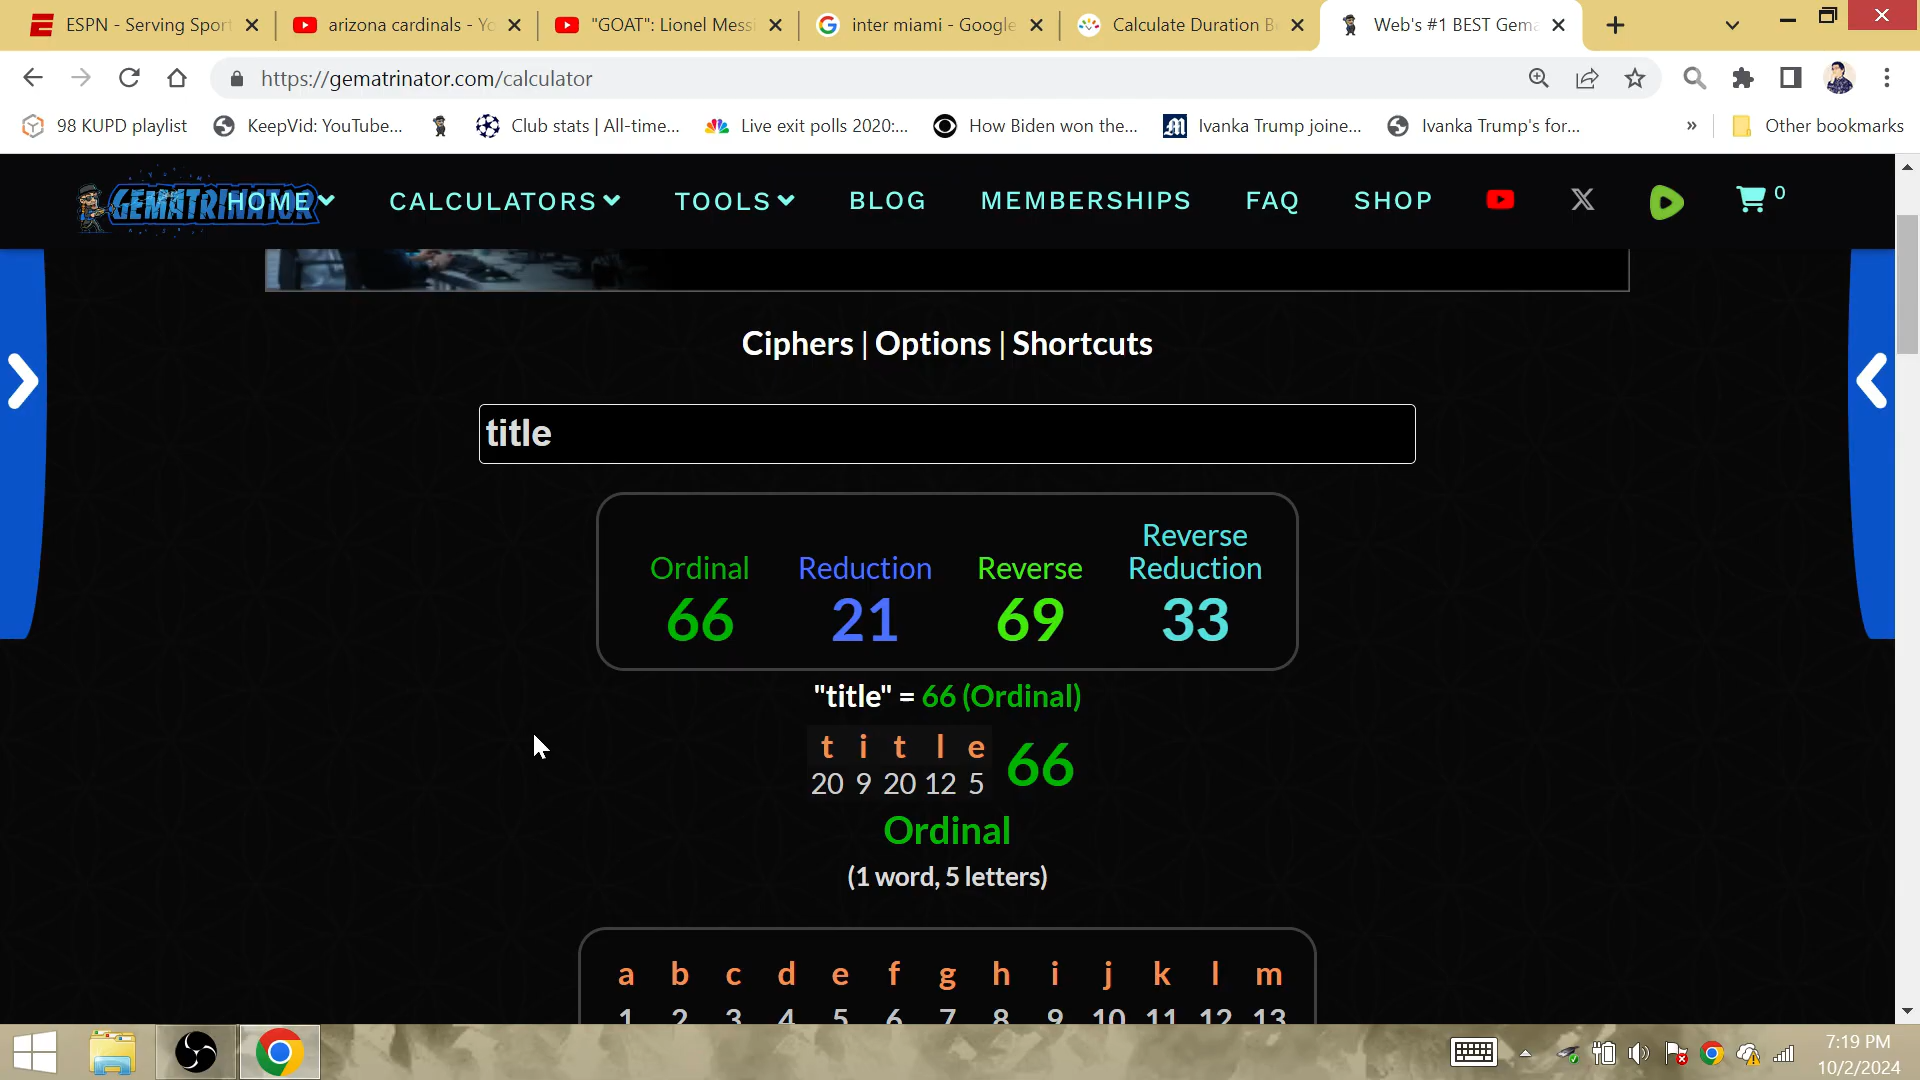 ESPN - Serving Spor
arizona cardinals - Yo
"GOAT": Lionel Messi
inter miami - Google
Calculate Duration B
Web's #1 BEST Gema
https://gematrinator.com/calculator
98 KUPD playlist
KeepVid: YouTube...
Club stats | All-time...
Live exit polls 2020:...
How Biden won the...
Ivanka Trump joine...
Ivanka Trump's for...
»
Other bookmarks
GEMATRINATOR
HOME
CALCULATORS
TOOLS
BLOG
MEMBERSHIPS
FAQ
SHOP
0
Ciphers | Options | Shortcuts
title
Ordinal
66
Reduction
21
Reverse
69
Reverse
Reduction
33
"title" = 66 (Ordinal)
t i t l e
20 9 20 12 5
66
Ordinal
(1 word, 5 letters)
a b c d e f g h i j k l m
1 2 3 4 5 6 7 8 9 10 11 12 13
7:19 PM
10/2/2024